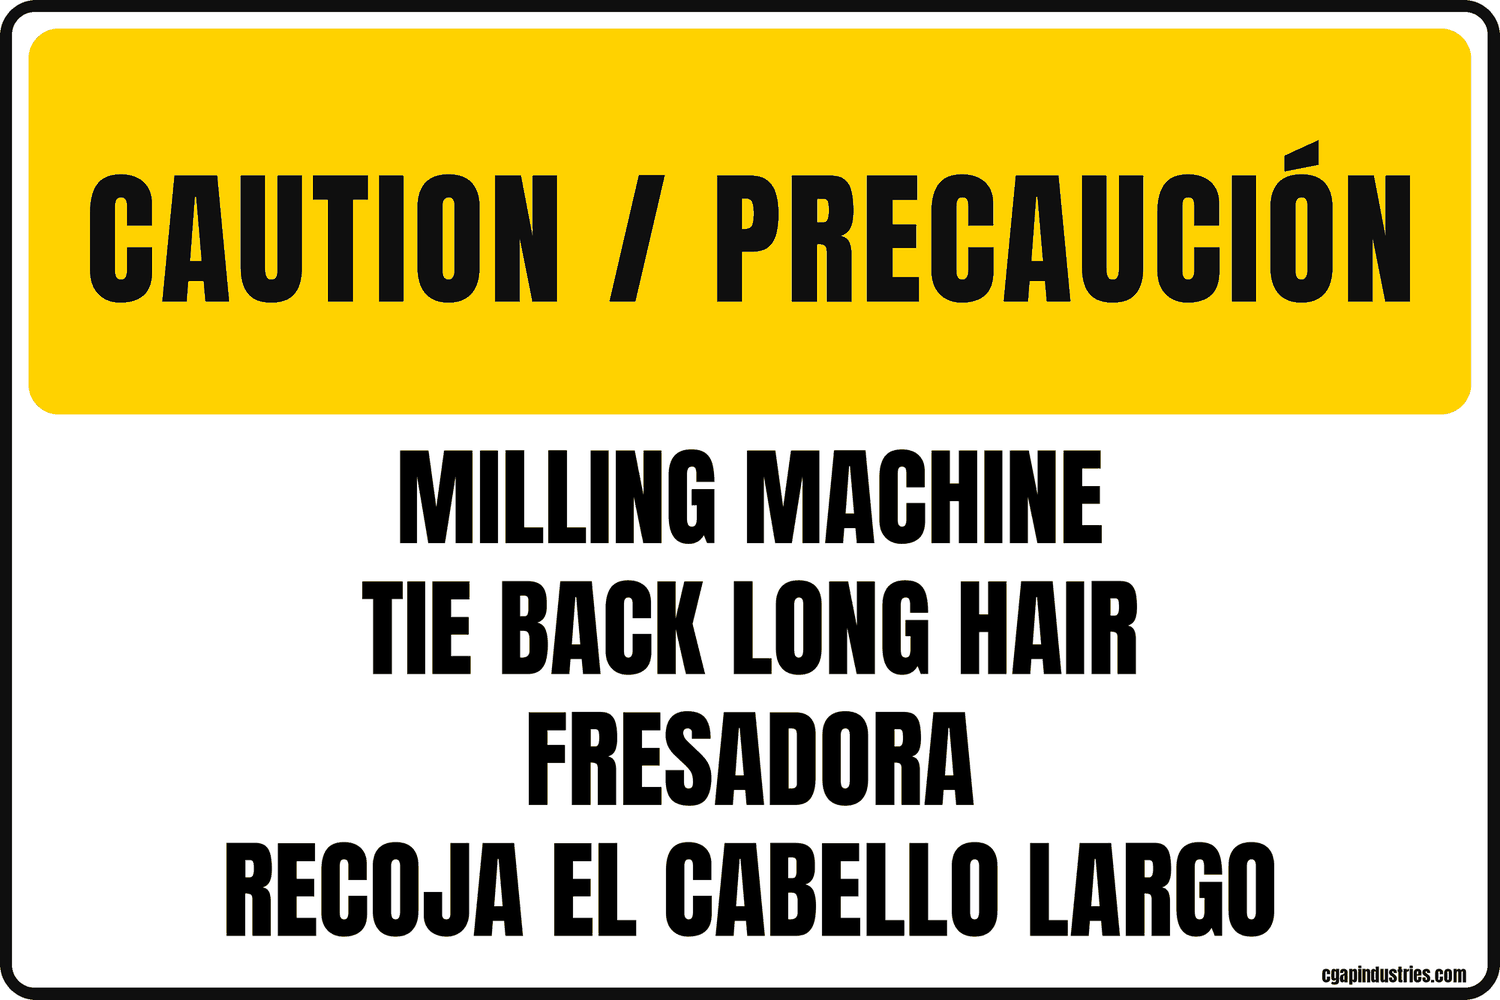 CAUTION / PRECAUCIÓN
MILLING MACHINE
TIE BACK LONG HAIR
FRESADORA
RECOJA EL CABELLO LARGO
cgapindustries.com